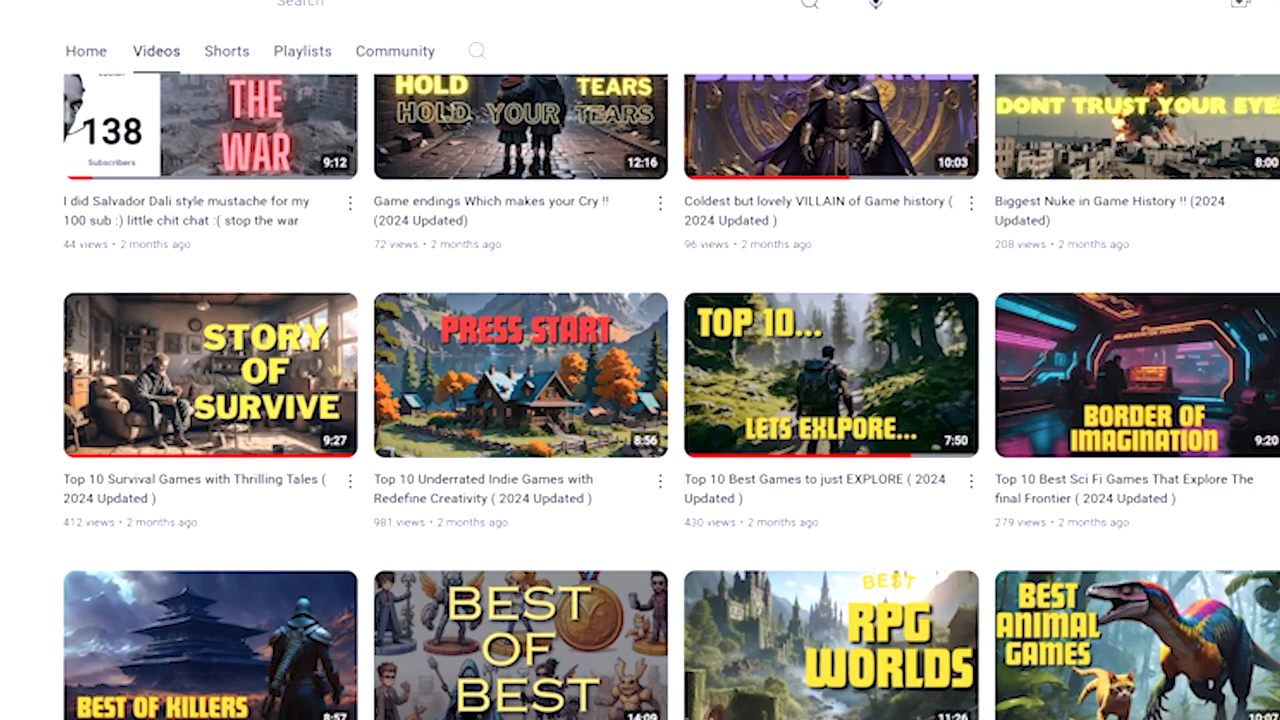 Search
Home Videos Shorts Playlists Community
138
Subscribers
THE
WAR
9:12
HOLD TEARS
HOLD YOUR TEARS
12:16
10:03
DONT TRUST YOUR EYE
8:00
I did Salvador Dali style mustache for my
100 sub :) little chit chat :( stop the war
44 views • 2 months ago
Game endings Which makes your Cry !!
(2024 Updated)
72 views • 2 months ago
Coldest but lovely VILLAIN of Game history (
2024 Updated )
96 views • 2 months ago
Biggest Nuke in Game History !! (2024
Updated)
208 views • 2 months ago
STORY
OF
SURVIVE
9:27
PRESS START
8:56
TOP 10...
LETS EXLPORE...
7:50
BORDER OF
IMAGINATION
9:20
Top 10 Survival Games with Thrilling Tales (
2024 Updated )
412 views • 2 months ago
Top 10 Underrated Indie Games with
Redefine Creativity ( 2024 Updated )
981 views • 2 months ago
Top 10 Best Games to just EXPLORE ( 2024
Updated )
430 views • 2 months ago
Top 10 Best Sci Fi Games That Explore The
final Frontier ( 2024 Updated )
279 views • 2 months ago
BEST OF KILLERS
8:57
BEST
OF
BEST
14:09
BEST
RPG
WORLDS
11:26
BEST
ANIMAL
GAMES